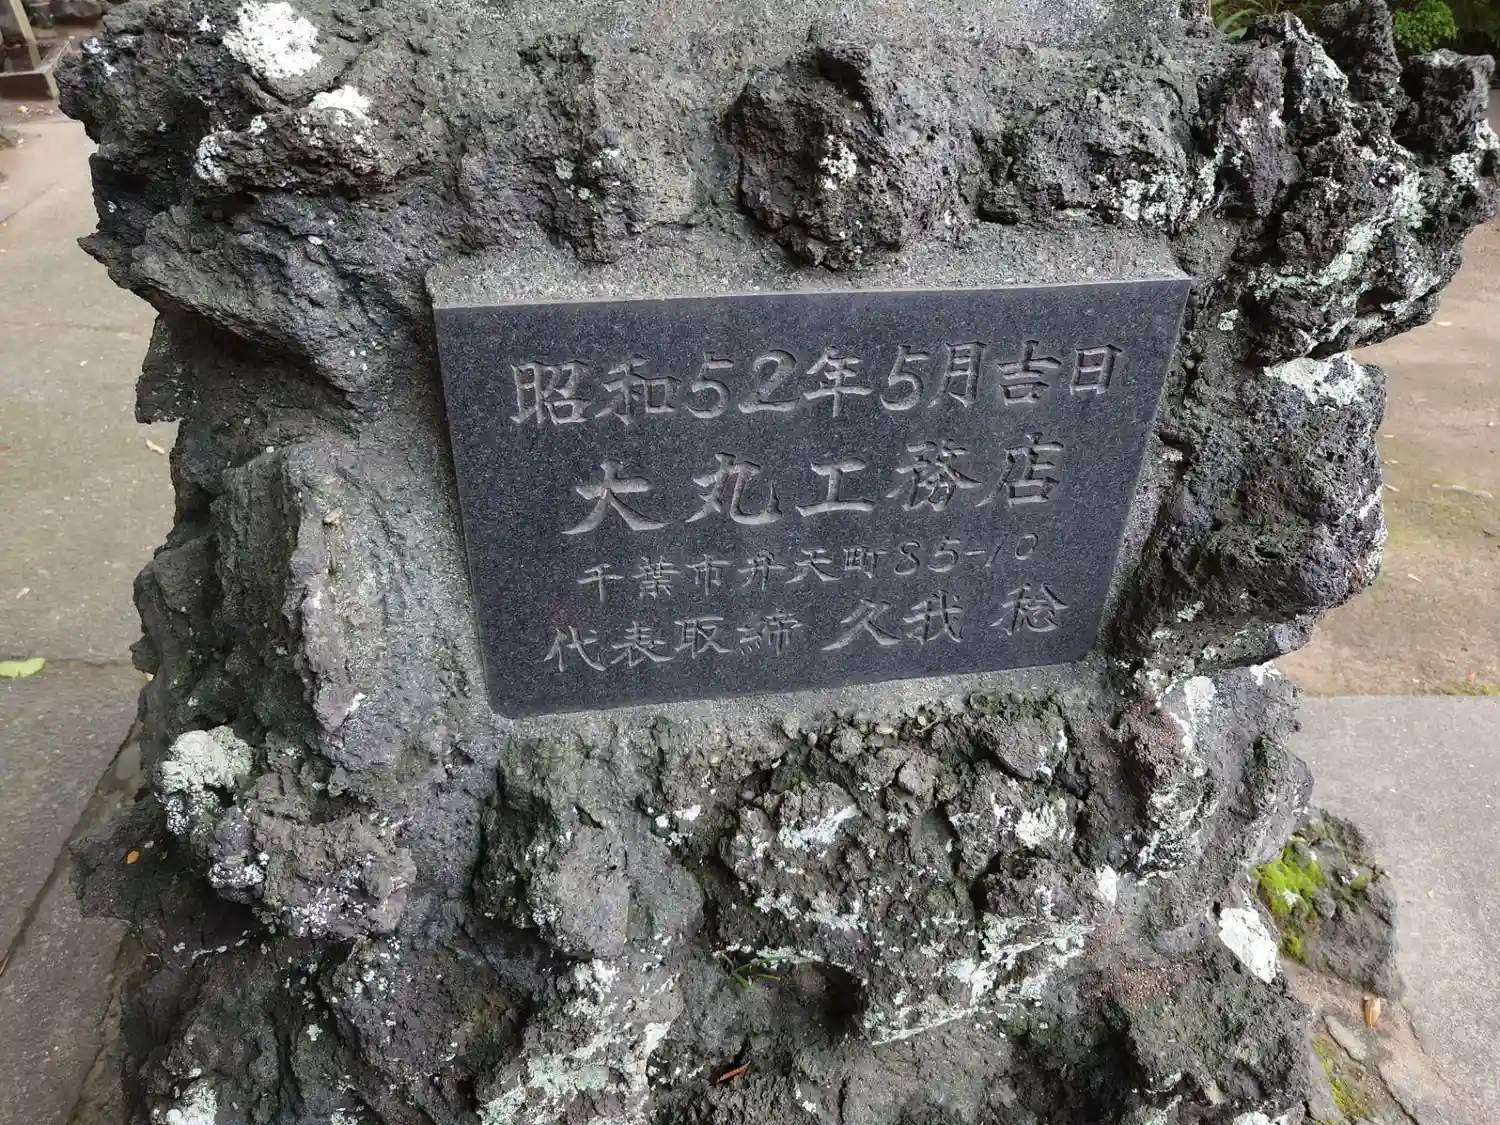 昭和52年5月吉日
大丸工務店
千葉市弁天町85-10
代表取締 久我 稔